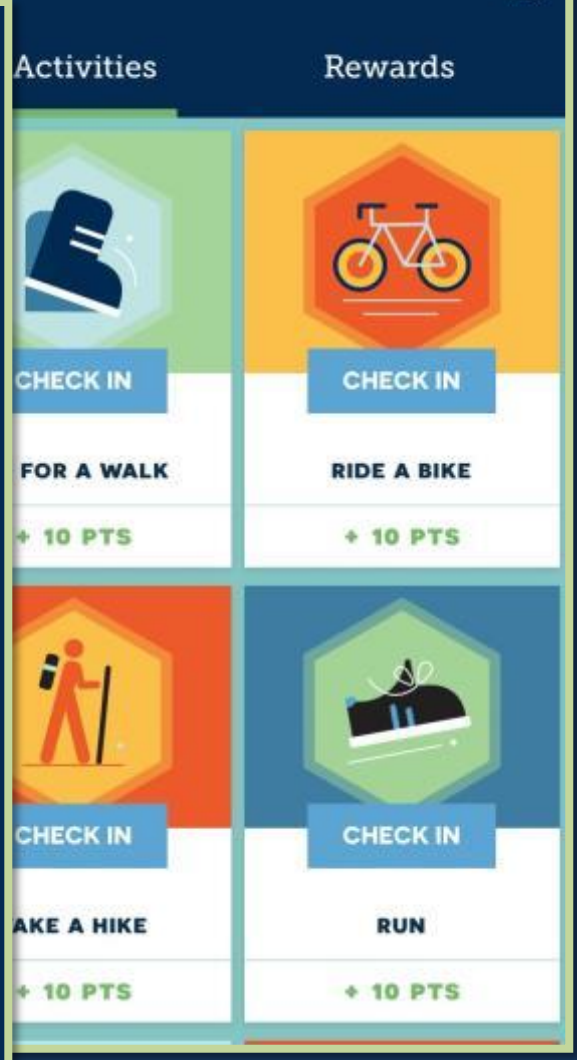 Activities Rewards
CHECK IN CHECK IN
FOR A WALK RIDE A BIKE
+ 10 PTS + 10 PTS
CHECK IN CHECK IN
AKE A HIKE RUN
+ 10 PTS + 10 PTS